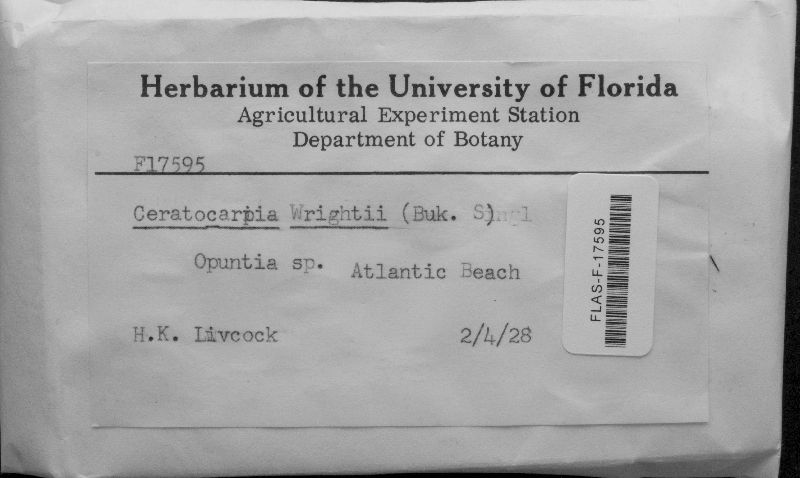 Herbarium of the University of Florida
Agricultural Experiment Station
Department of Botany
F17595
Ceratocarpia Wrightii (Buk.
Opuntia sp. Atlantic Beach
H.K. Livcock 2/4/28
FLAS-F-17595